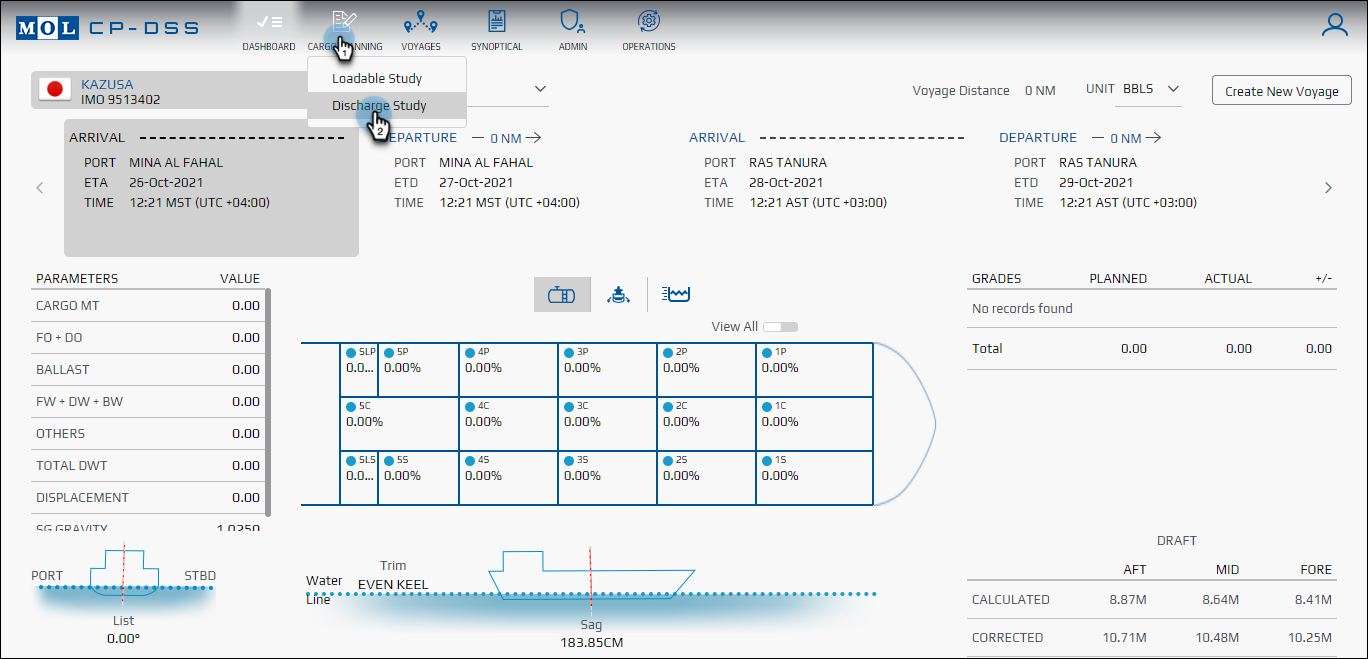 MOL CP-DSS
DASHBOARD
CARGO PLANNING
VOYAGES
SYNOPTICAL
ADMIN
OPERATIONS
1
Loadable Study
Discharge Study
2
KAZUSA
IMO 9513402
Voyage Distance 0 NM
UNIT BBLS
Create New Voyage
ARRIVAL
PORT MINA AL FAHAL
ETA 26-Oct-2021
TIME 12:21 MST (UTC +04:00)
DEPARTURE 0 NM
PORT MINA AL FAHAL
ETD 27-Oct-2021
TIME 12:21 MST (UTC +04:00)
ARRIVAL
PORT RAS TANURA
ETA 28-Oct-2021
TIME 12:21 AST (UTC +03:00)
DEPARTURE 0 NM
PORT RAS TANURA
ETD 29-Oct-2021
TIME 12:21 AST (UTC +03:00)
PARAMETERS VALUE
CARGO MT 0.00
FO + DO 0.00
BALLAST 0.00
FW + DW + BW 0.00
OTHERS 0.00
TOTAL DWT 0.00
DISPLACEMENT 0.00
SG GRAVITY 1.0250
View All
5LP 5P 4P 3P 2P 1P
0.0... 0.00% 0.00% 0.00% 0.00% 0.00%
5C 4C 3C 2C 1C
0.00% 0.00% 0.00% 0.00% 0.00%
5LS 5S 4S 3S 2S 1S
0.0... 0.00% 0.00% 0.00% 0.00% 0.00%
GRADES PLANNED ACTUAL +/-
No records found
Total 0.00 0.00 0.00
PORT STBD
List
0.00°
Trim
EVEN KEEL
Water
Line
Sag
183.85CM
DRAFT
AFT MID FORE
CALCULATED 8.87M 8.64M 8.41M
CORRECTED 10.71M 10.48M 10.25M